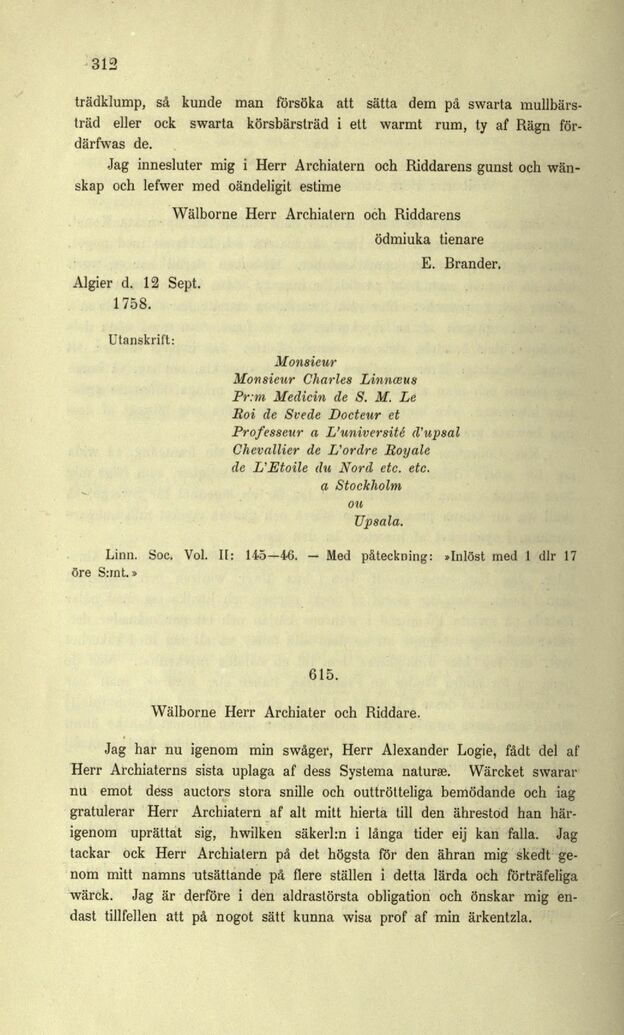 312
trädklump, så kunde man försöka att sätta dem på swarta mullbärs-
träd eller ock swarta körsbärsträd i ett warmt rum, ty af Rägn för-
därfwas de.
Jag innesluter mig i Herr Archiatern och Riddarens gunst och wän-
skap och lefwer med oändeligit estime
Wälborne Herr Archiatern och Riddarens
ödmiuka tienare
E. Brander.
Algier d. 12 Sept.
1758.
Utanskrift:
Monsieur
Monsieur Charles Linnæus
Pr:m Medicin de S. M. Le
Roi de Svede Docteur et
Professeur a L'université d'upsal
Chevallier de L'ordre Royale
de L'Etoile du Nord etc. etc.
a Stockholm
ou
Upsala.
Linn. Soc. Vol. II: 145—46. — Med påteckning: »Inlöst med 1 dlr 17
öre S:mt.»
615.
Wälborne Herr Archiater och Riddare.
Jag har nu igenom min swåger, Herr Alexander Logie, fådt del af
Herr Archiaterns sista uplaga af dess Systema naturæ. Wärcket swarar
nu emot dess auctors stora snille och outtrötteliga bemödande och iag
gratulerar Herr Archiatern af alt mitt hierta till den ährestod han här-
igenom uprättat sig, hwilken säkerl:n i långa tider eij kan falla. Jag
tackar ock Herr Archiatern på det högsta för den ähran mig skedt ge-
nom mitt namns utsättande på flere ställen i detta lärda och förträfeliga
wärck. Jag är derföre i den aldrastörsta obligation och önskar mig en-
dast tillfellen att på nogot sätt kunna wisa prof af min ärkentzla.